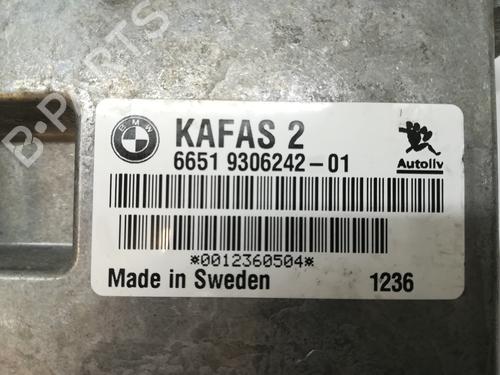 BMW
KAFAS 2
6651 9306242-01
Autoliv
*0012360504*
Made in Sweden
1236
B-PARTS